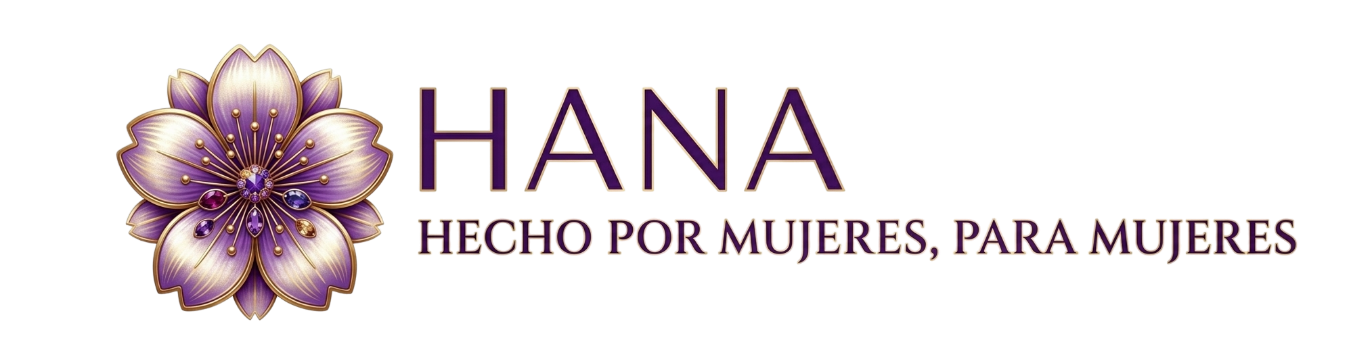 HANA
HECHO POR MUJERES, PARA MUJERES